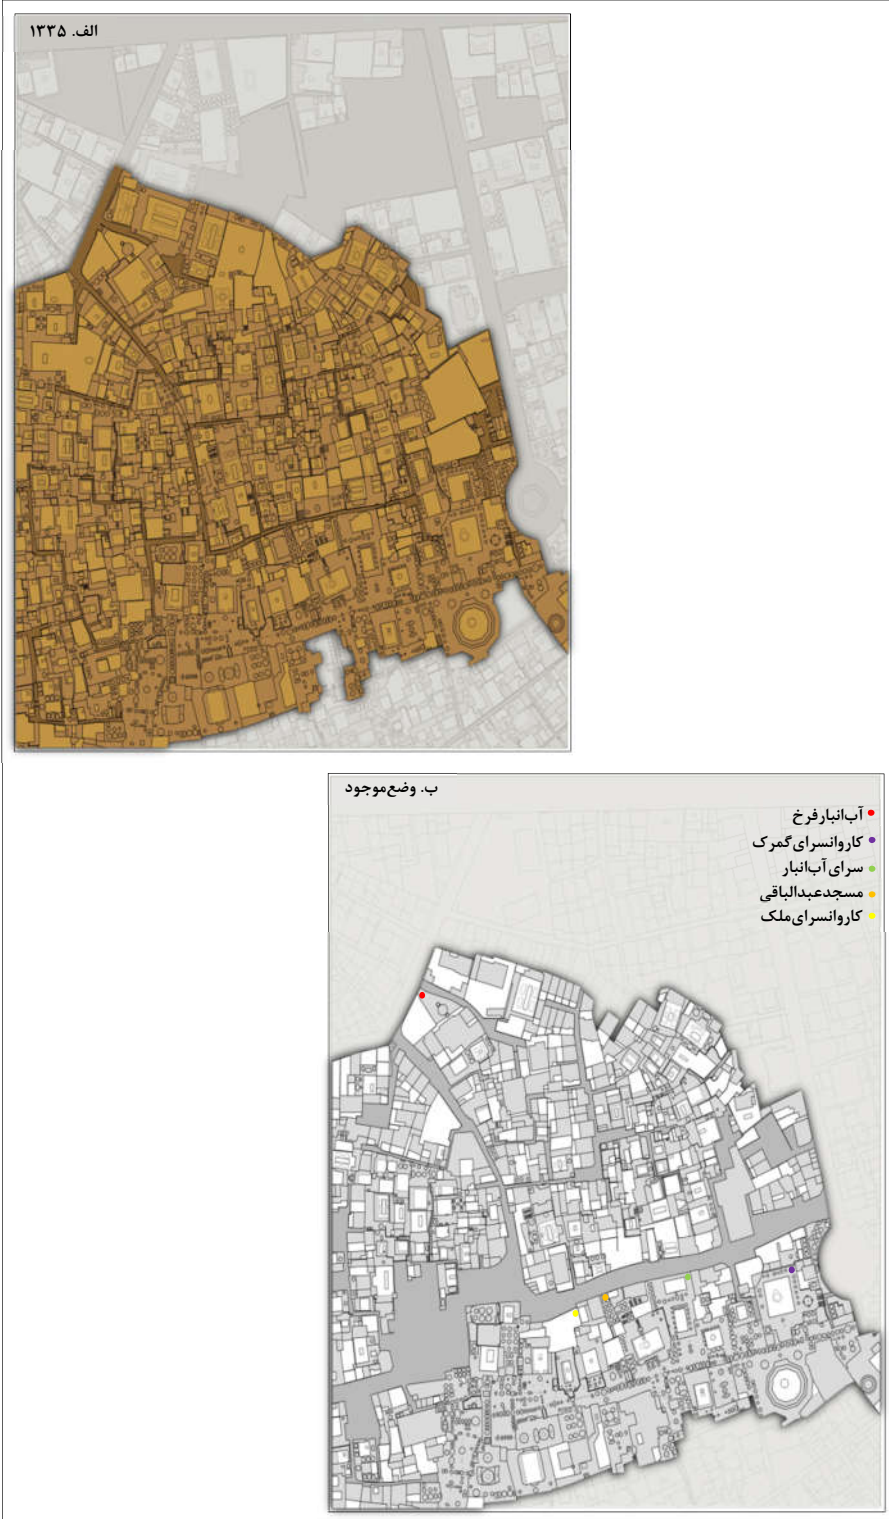 الف. ۱۳۳۵
ب. وضع‌موجود
آب‌انبارفرخ
کاروانسرای‌گمرک
سرای‌آب‌انبار
مسجدعبدالباقی
کاروانسرای‌ملک